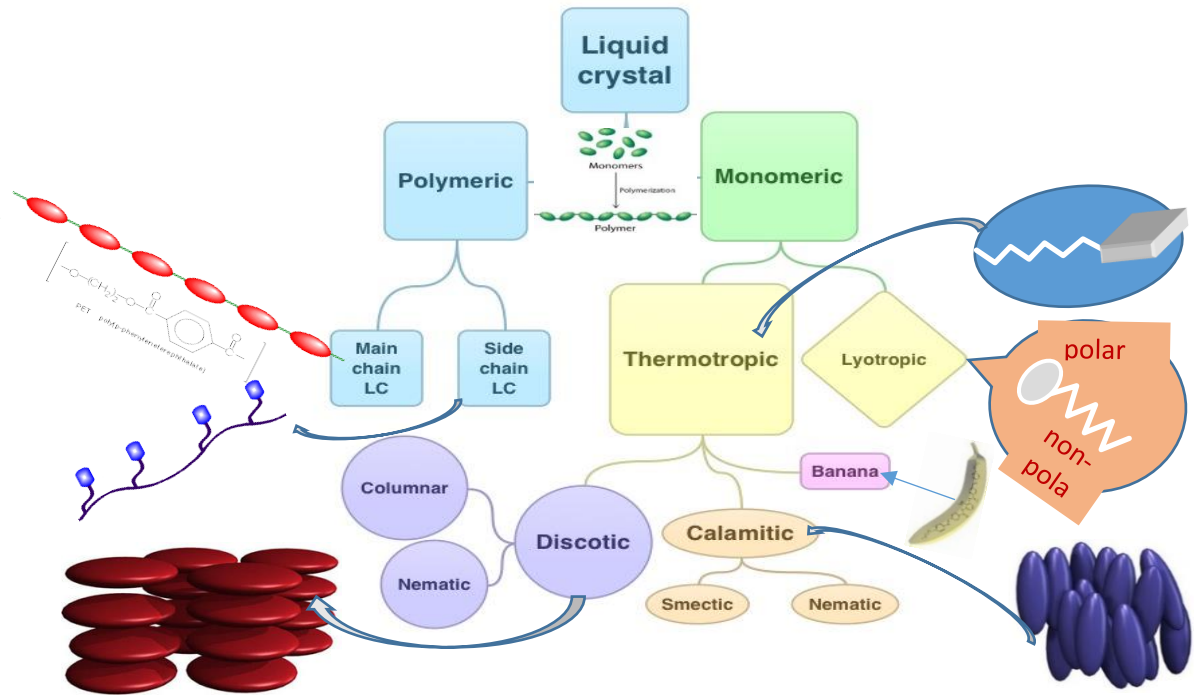 Liquid
crystal
Polymeric
Monomers
Polymerization
Polymer
Monomeric
Main
chain
LC
Side
chain
LC
Thermotropic
Lyotropic
polar
non-
pola
Banana
Columnar
Nematic
Discotic
Calamitic
Smectic
Nematic